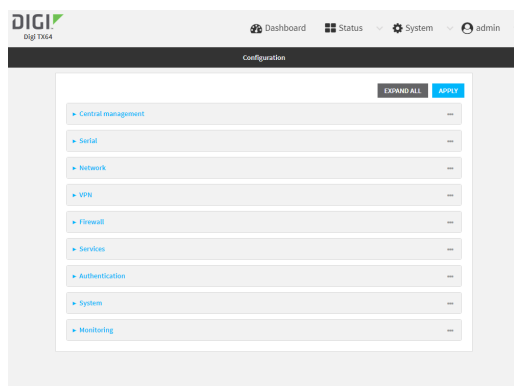 DIGI
Digi TX64
Dashboard
Status
System
admin
Configuration
EXPAND ALL
APPLY
Central management
Serial
Network
VPN
Firewall
Services
Authentication
System
Monitoring